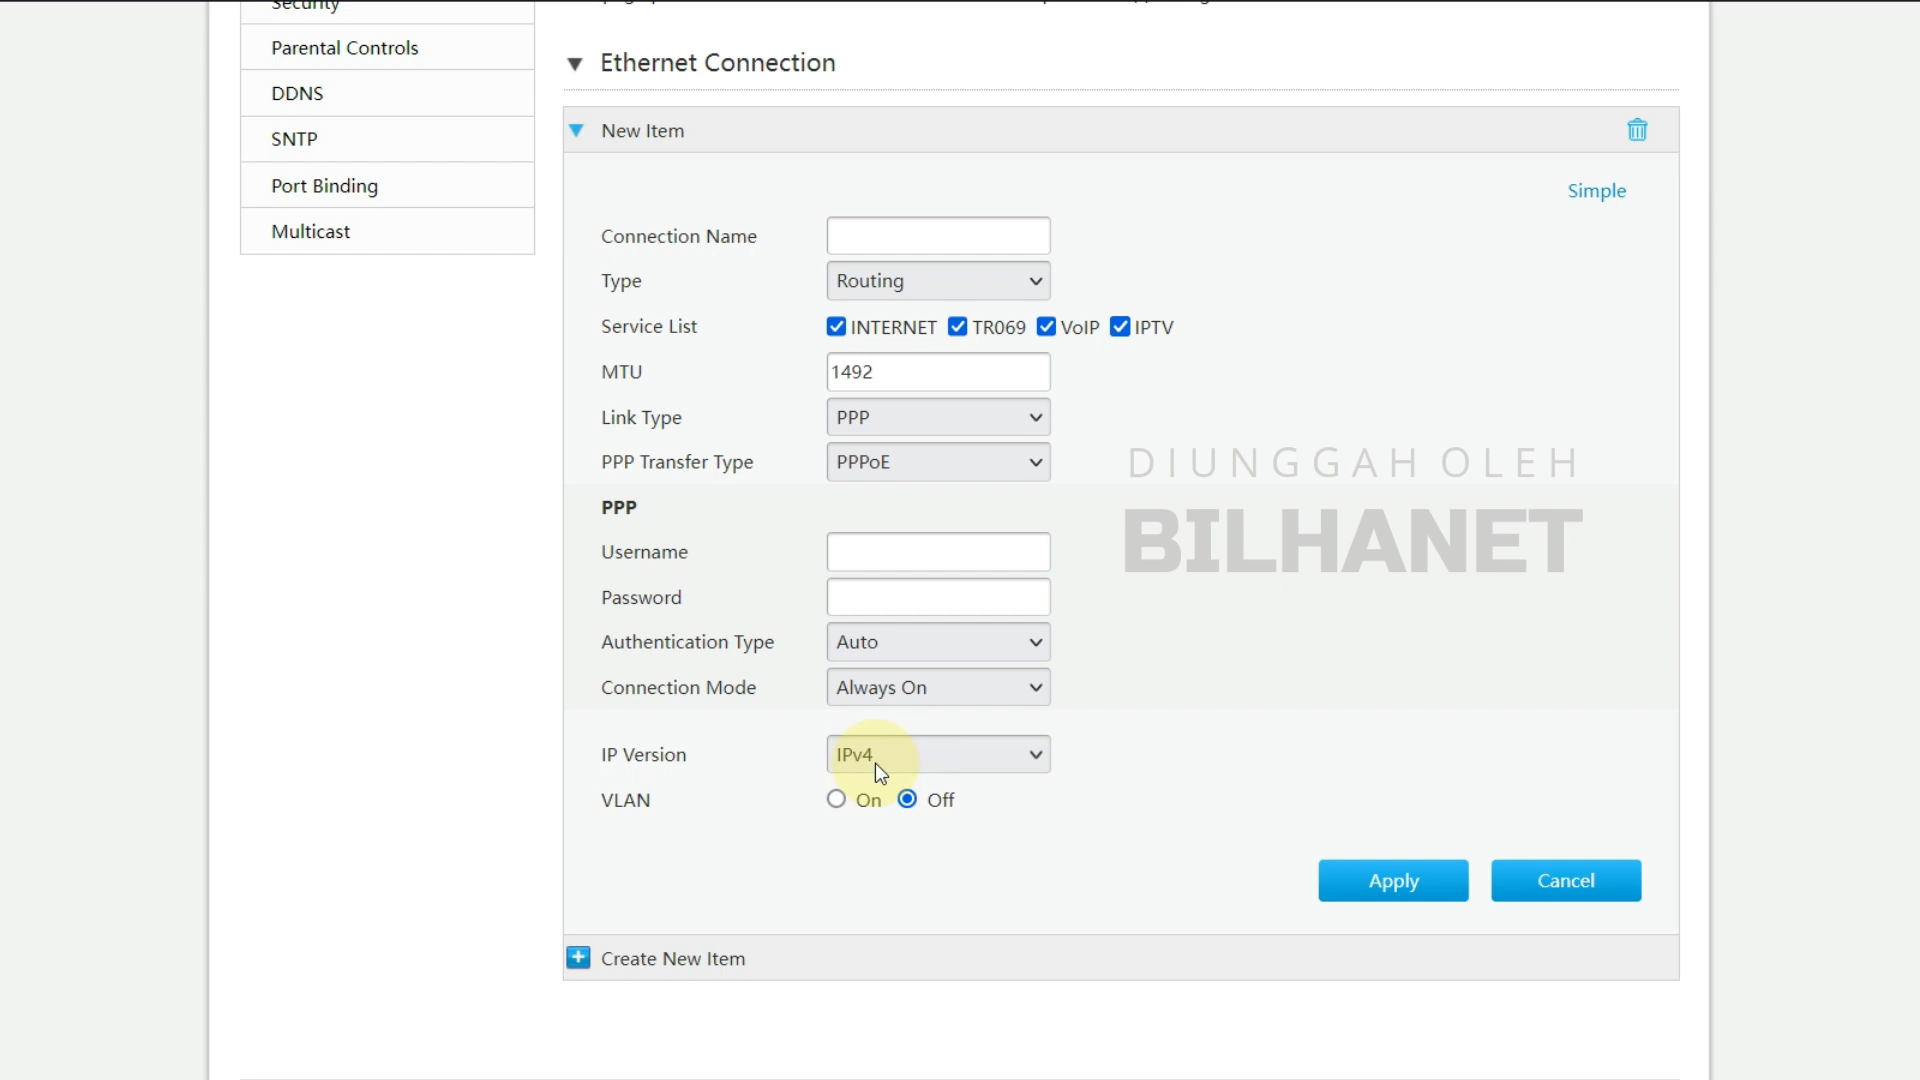 Security
Parental Controls
DDNS
SNTP
Port Binding
Multicast
Ethernet Connection
New Item
Simple
Connection Name
Type Routing
Service List INTERNET TR069 VoIP IPTV
MTU 1492
Link Type PPP
PPP Transfer Type PPPoE
DIUNGGAH OLEH
BILHANET
PPP
Username
Password
Authentication Type Auto
Connection Mode Always On
IP Version IPv4
VLAN On Off
Apply Cancel
Create New Item